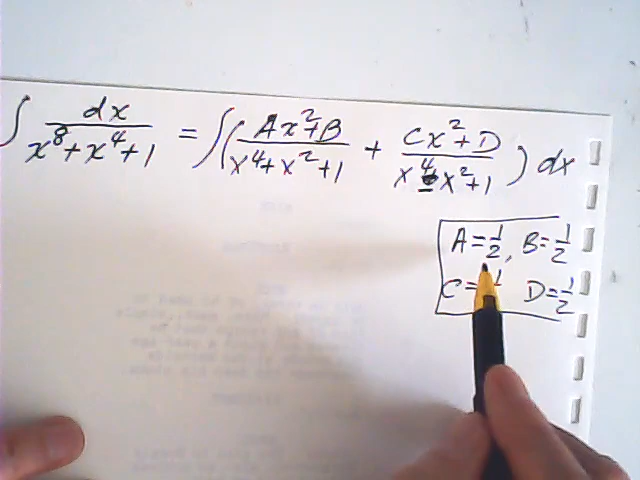 ∫ dx / (x⁸+x⁴+1) = ∫( (Ax²+B) / (x⁴+x²+1) + (Cx²+D) / (x⁴-x²+1) ) dx
A=1/2, B=1/2
C= 1 D=1/2